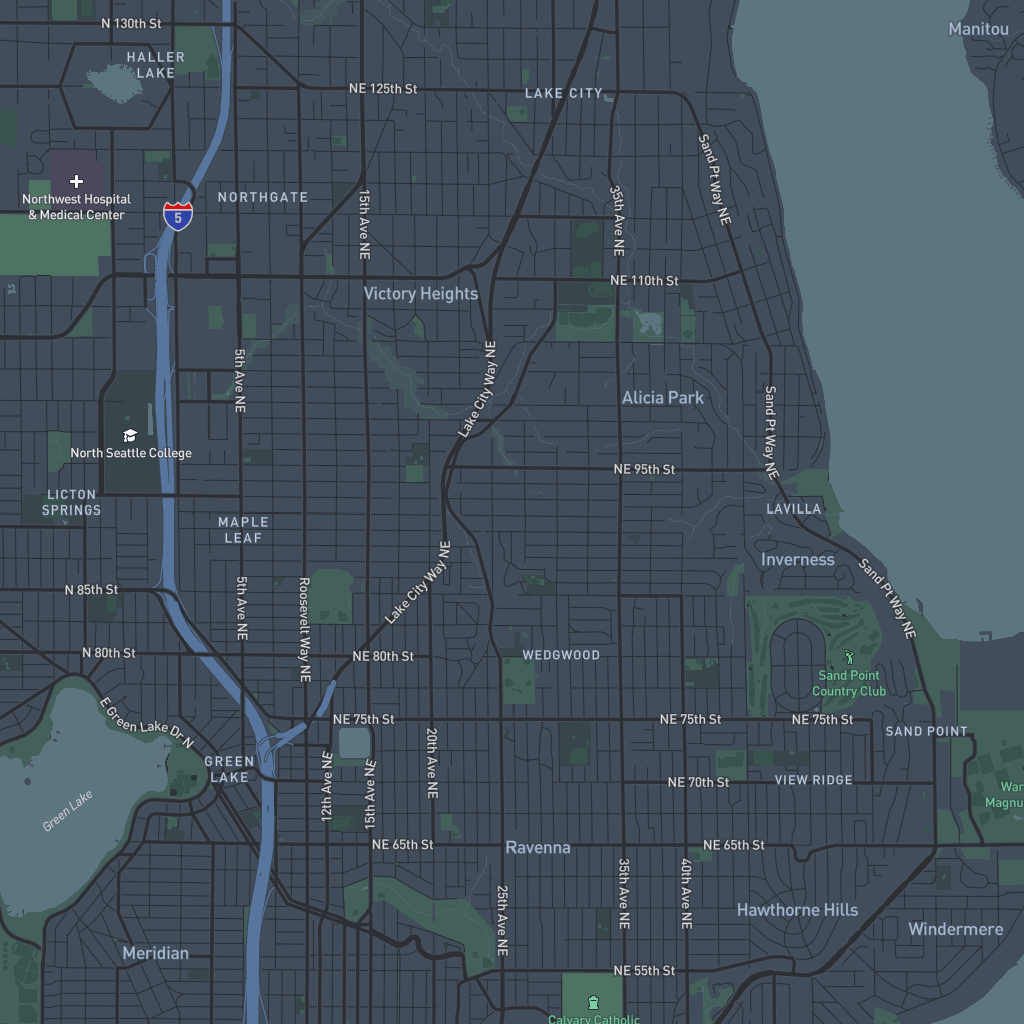 N 130th St
Manitou
HALLER
LAKE
NE 125th St
LAKE CITY
Sand Pt Way NE
Northwest Hospital
& Medical Center
NORTHGATE
5
15th Ave NE
35th Ave NE
NE 110th St
Victory Heights
5th Ave NE
Lake City Way NE
Alicia Park
Sand Pt Way NE
North Seattle College
NE 95th St
LICTON
SPRINGS
LAVILLA
MAPLE
LEAF
Inverness
Sand Pt Way NE
N 85th St
5th Ave NE
Roosevelt Way NE
Lake City Way NE
N 80th St
NE 80th St
WEDGWOOD
Sand Point
Country Club
E Green Lake Dr N
NE 75th St
NE 75th St
NE 75th St
SAND POINT
GREEN
LAKE
12th Ave NE
15th Ave NE
20th Ave NE
NE 70th St
VIEW RIDGE
War
Magnu
Green Lake
NE 65th St
Ravenna
NE 65th St
25th Ave NE
35th Ave NE
40th Ave NE
Hawthorne Hills
Windermere
Meridian
NE 55th St
Calvary Catholic